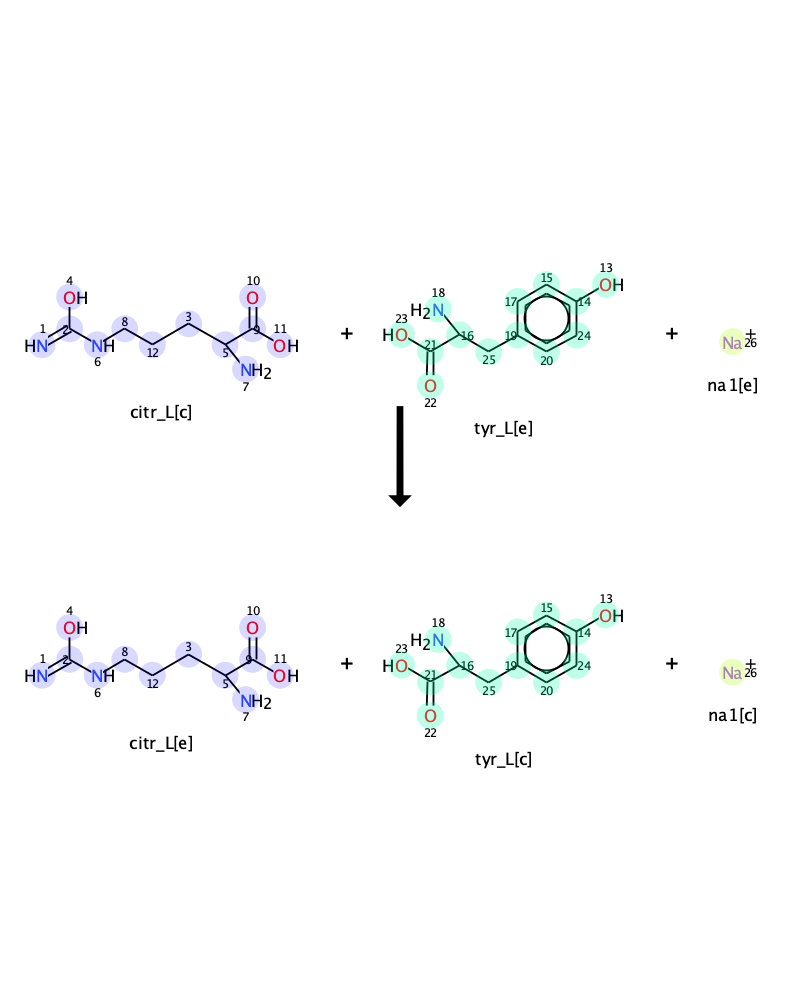 4 10 13
OH O 15 OH
1 2 8 3 9 11 18 17 14
HN NH 12 5 OH + H2N 23 HO 16 19 24 + Na + 26
6 NH2 21 25 20
7 O 22
citr_L[c] tyr_L[e] na1[e]
4 10 13
OH O 15 OH
1 2 8 3 9 11 18 17 14
HN NH 12 5 OH + H2N 23 HO 16 19 24 + Na + 26
6 NH2 21 25 20
7 O 22
citr_L[e] tyr_L[c] na1[c]